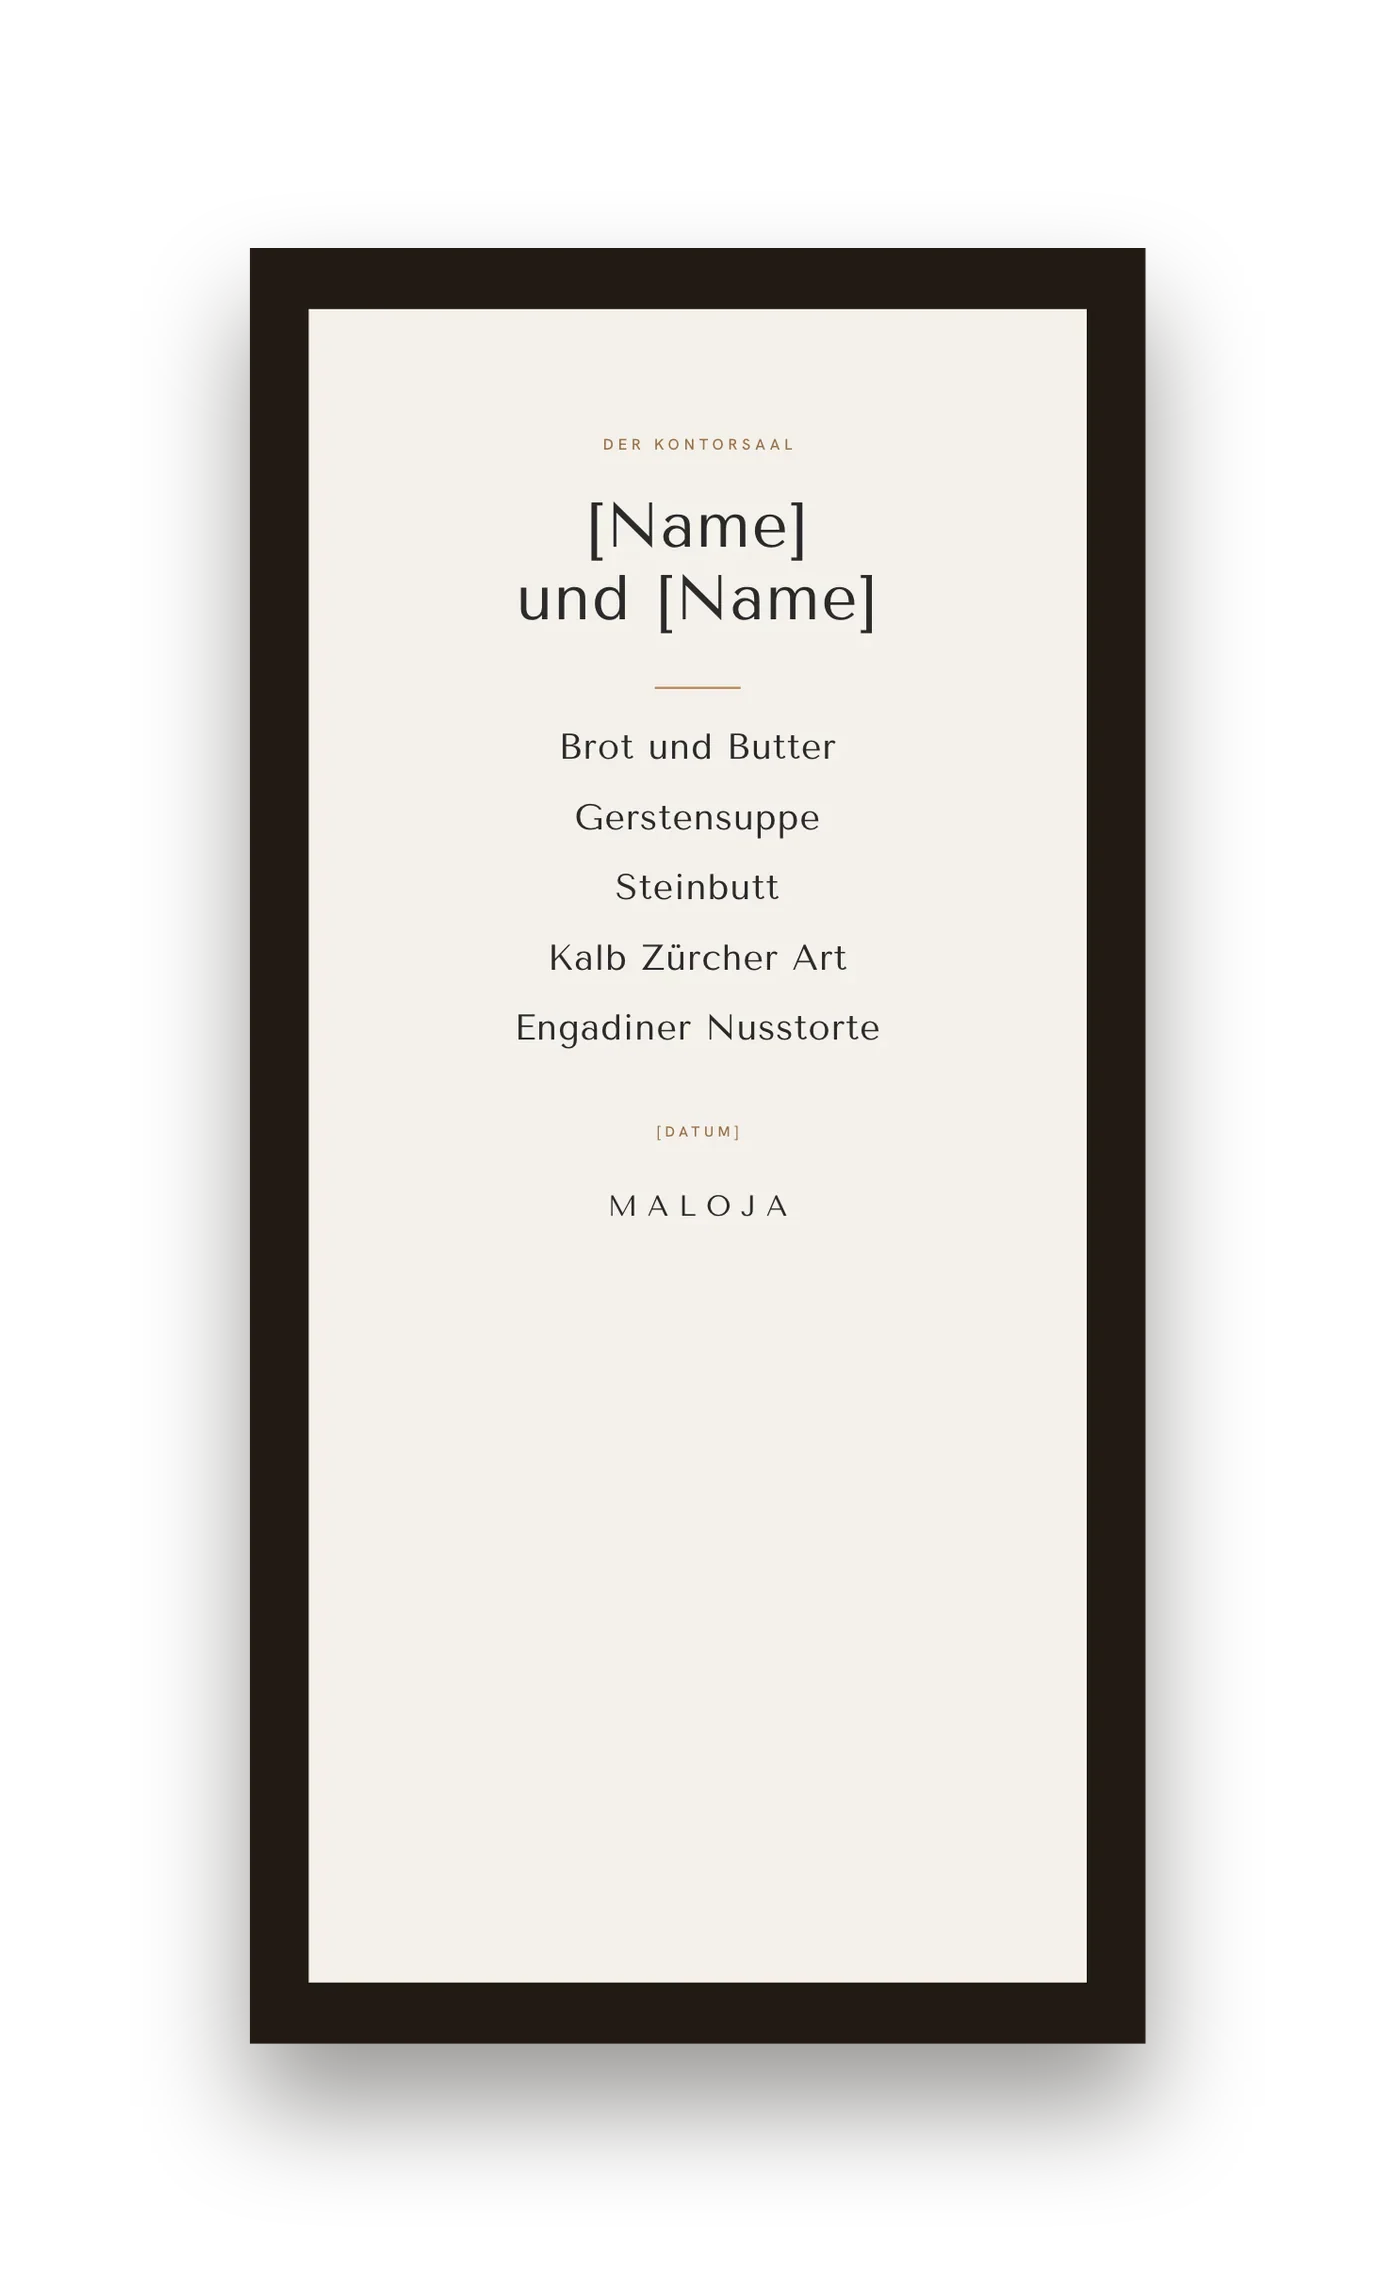 DER KONTORSAAL
[Name]
und [Name]
Brot und Butter
Gerstensuppe
Steinbutt
Kalb Zürcher Art
Engadiner Nusstorte
[DATUM]
MALOJA